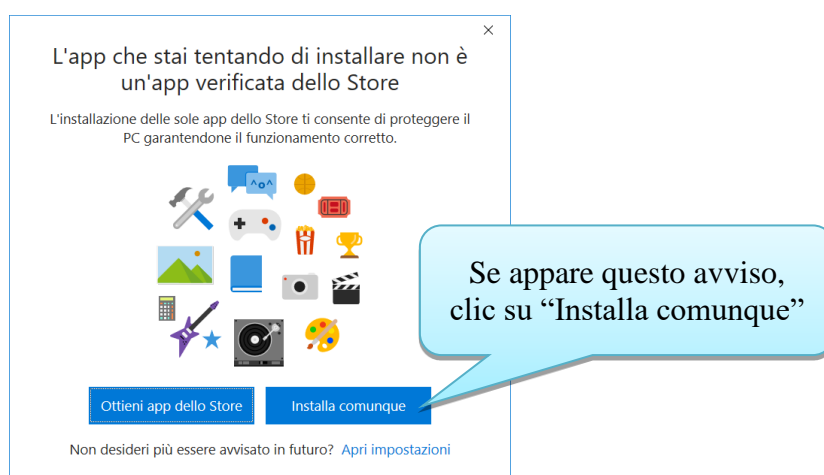 L'app che stai tentando di installare non è
un'app verificata dello Store
L'installazione delle sole app dello Store ti consente di proteggere il
PC garantendone il funzionamento corretto.
Se appare questo avviso,
clic su “Installa comunque”
Ottieni app dello Store
Installa comunque
Non desideri più essere avvisato in futuro? Apri impostazioni